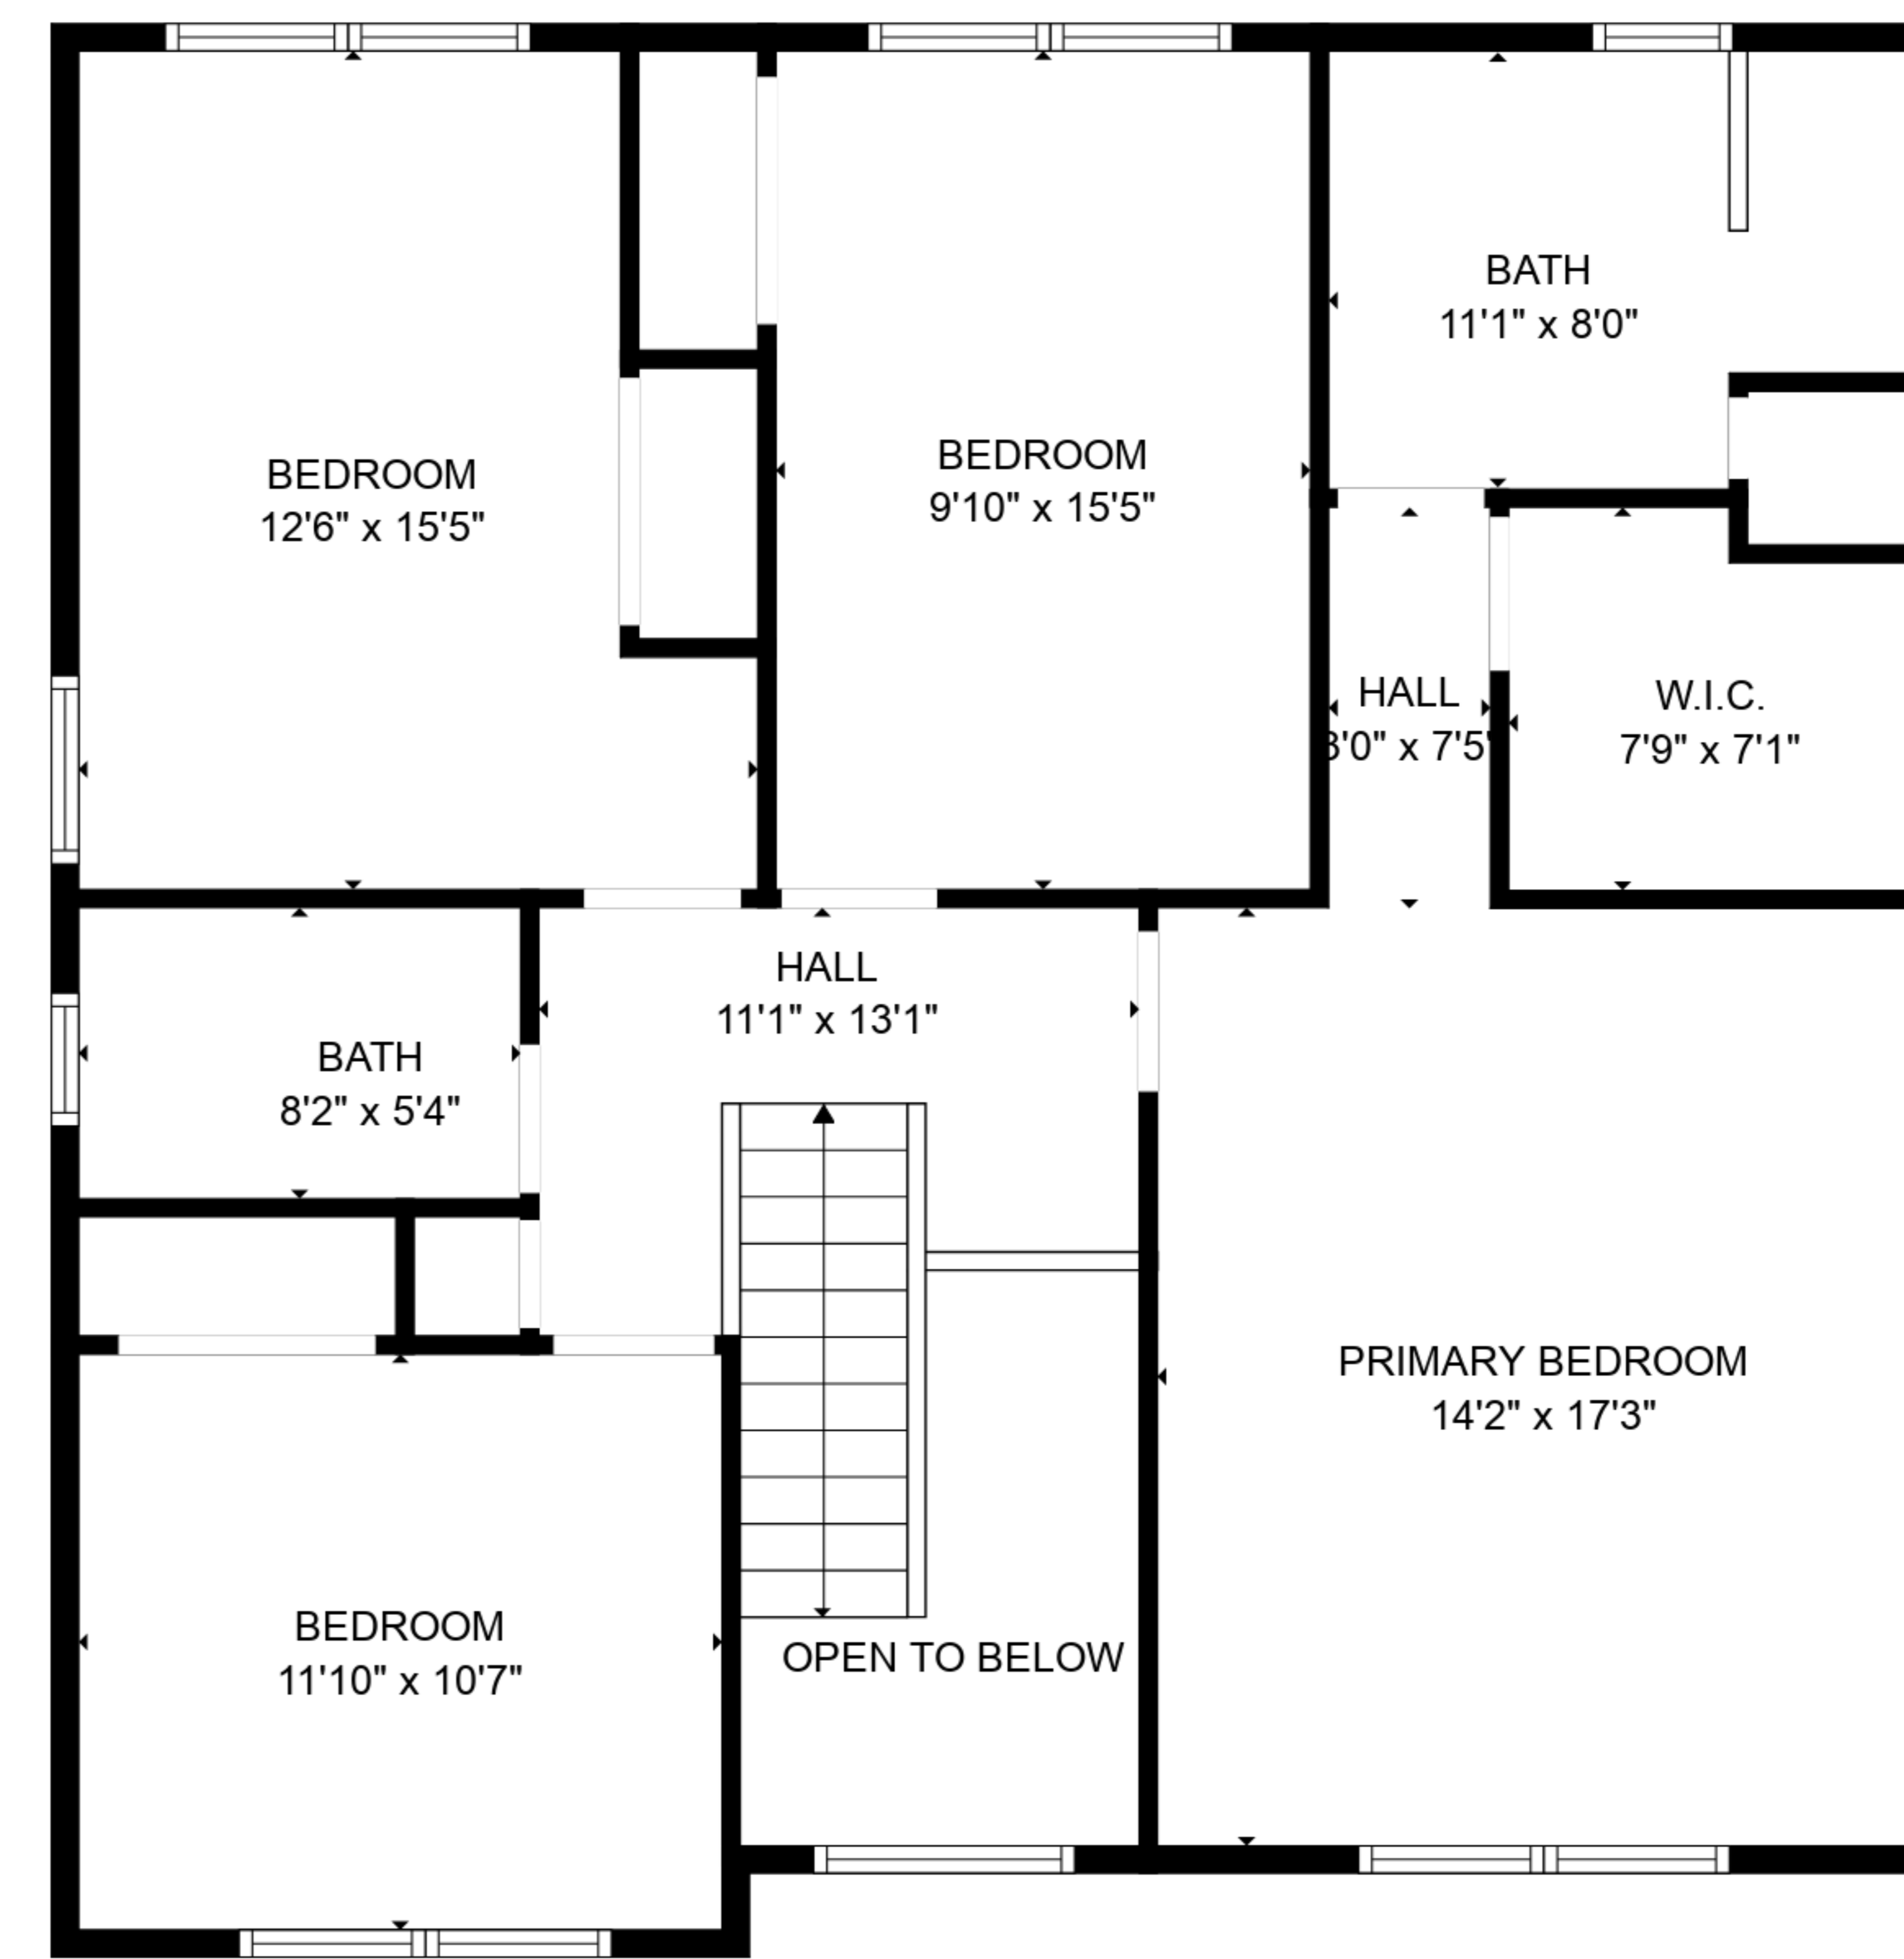 BEDROOM
12'6" x 15'5"
BEDROOM
9'10" x 15'5"
BATH
11'1" x 8'0"
HALL
3'0" x 7'5"
W.I.C.
7'9" x 7'1"
HALL
11'1" x 13'1"
BATH
8'2" x 5'4"
PRIMARY BEDROOM
14'2" x 17'3"
BEDROOM
11'10" x 10'7"
OPEN TO BELOW